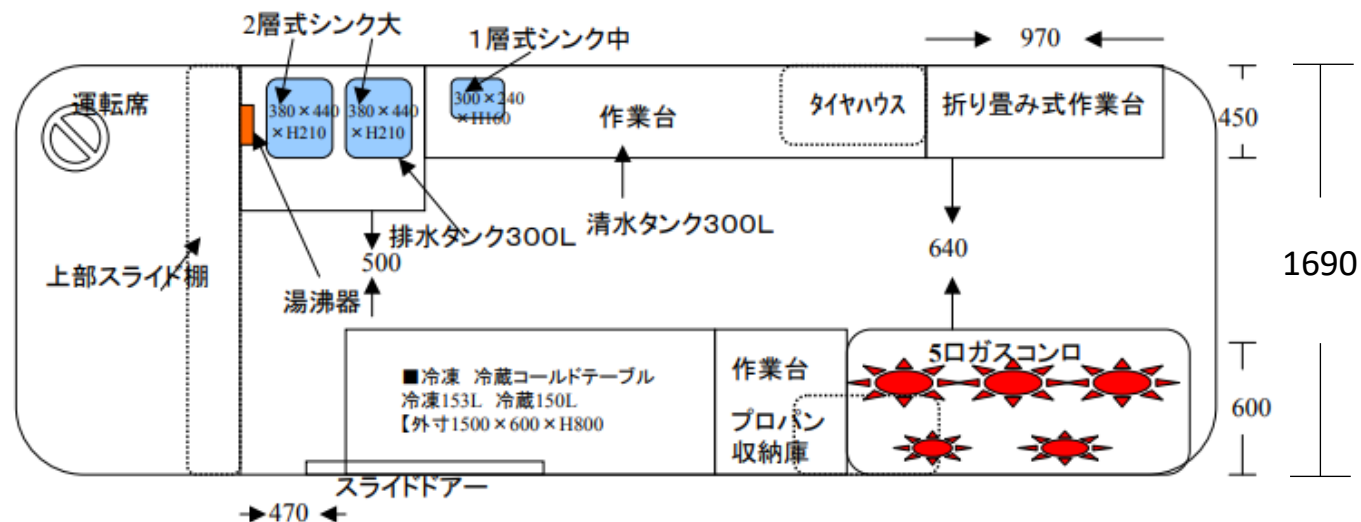 2層式シンク大
1層式シンク中
970
運転席
380×440
×H210
380×440
×H210
300×240
×H160
作業台
タイヤハウス
折り畳み式作業台
450
排水タンク300L
清水タンク300L
500
640
上部スライド棚
湯沸器
1690
■冷凍 冷蔵コールドテーブル
冷凍153L 冷蔵150L
【外寸1500×600×H800
作業台
プロパン
収納庫
5口ガスコンロ
600
スライドドアー
470